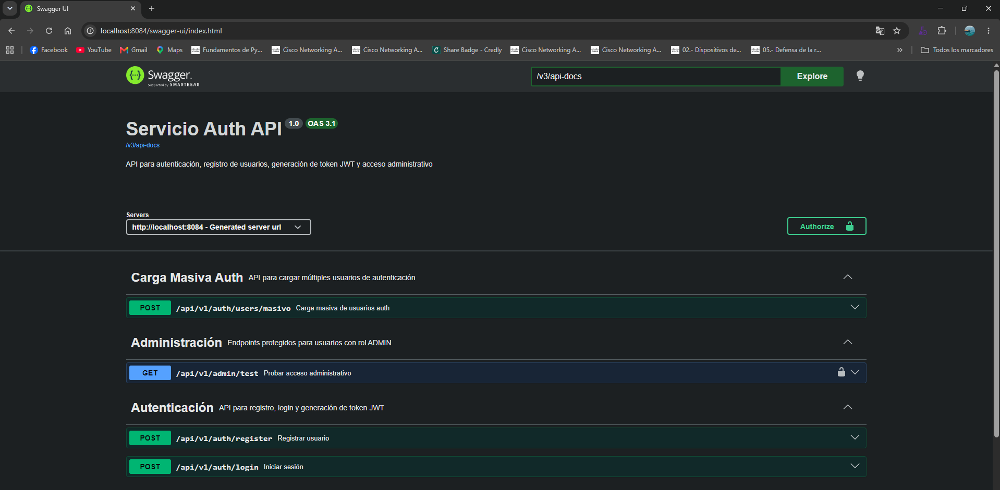 Swagger UI
localhost:8084/swagger-ui/index.html
Facebook YouTube Gmail Maps Fundamentos de Py... Cisco Networking A... Cisco Networking A... Share Badge - Credly Cisco Networking A... Cisco Networking A... 02.- Dispositivos de... 05.- Defensa de la r... Todos los marcadores
Swagger
Supported by SMARTBEAR
/v3/api-docs Explore
Servicio Auth API 1.0 OAS 3.1
/v3/api-docs
API para autenticación, registro de usuarios, generación de token JWT y acceso administrativo
Servers
http://localhost:8084 - Generated server url
Authorize
Carga Masiva Auth API para cargar múltiples usuarios de autenticación
POST /api/v1/auth/users/masivo Carga masiva de usuarios auth
Administración Endpoints protegidos para usuarios con rol ADMIN
GET /api/v1/admin/test Probar acceso administrativo
Autenticación API para registro, login y generación de token JWT
POST /api/v1/auth/register Registrar usuario
POST /api/v1/auth/login Iniciar sesión